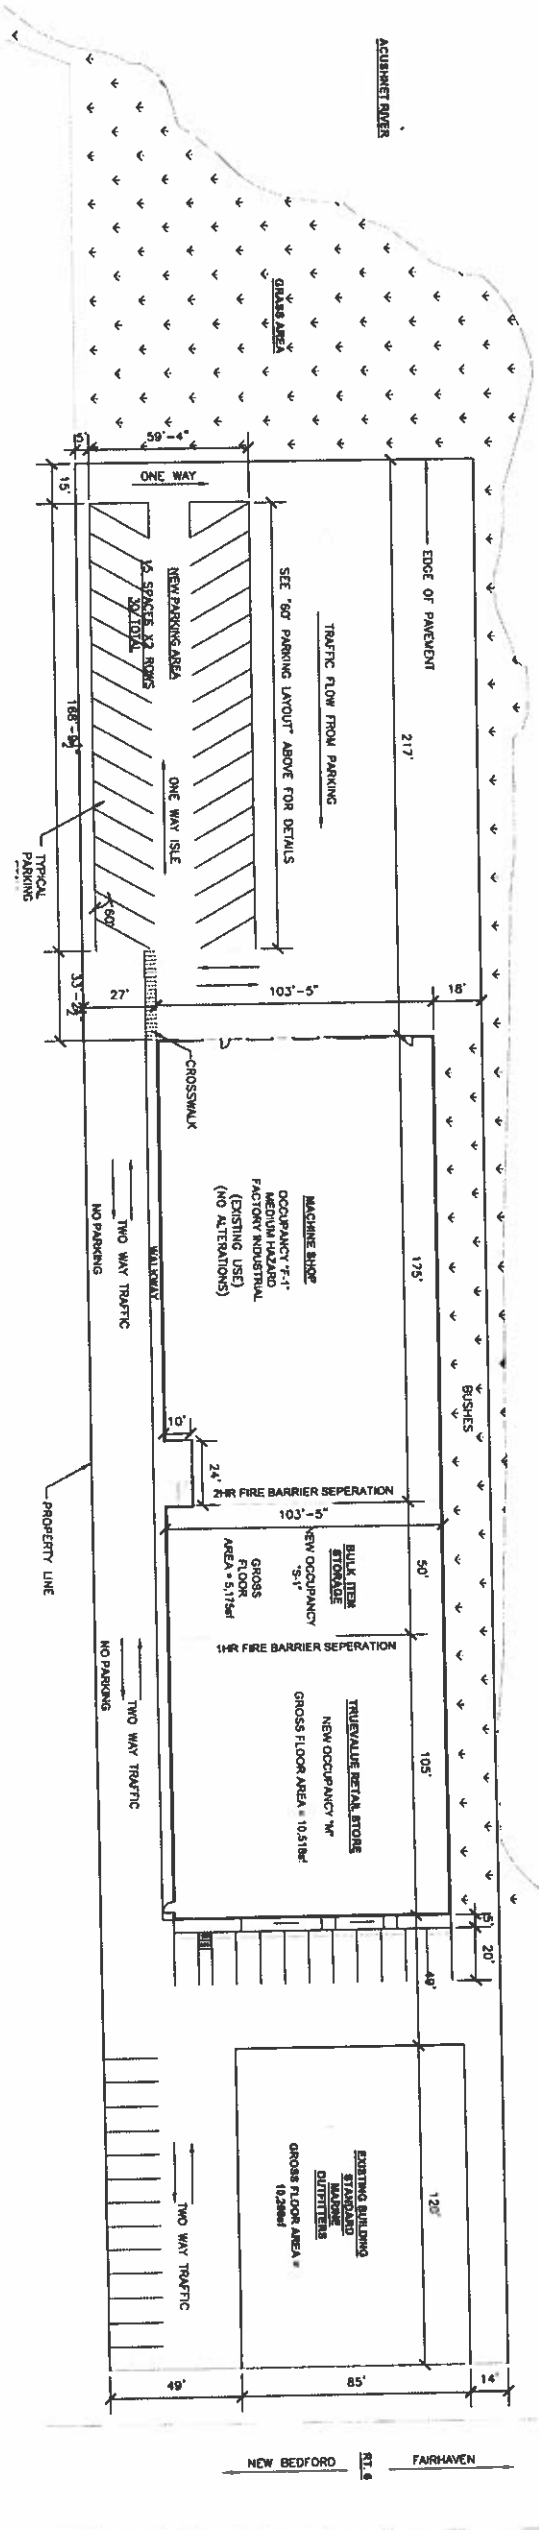 ACUSHNET RIVER
GRASS AREA
5'
59'-4"
15'
ONE WAY
EDGE OF PAVEMENT
217'
TRAFFIC FLOW FROM PARKING
SEE "60' PARKING LAYOUT" ABOVE FOR DETAILS
NEW PARKING AREA
15 SPACES X2 ROWS
30 TOTAL
ONE WAY ISLE
168'-9
TYPICAL
PARKING
60'
33'-2
27'
103'-5"
18'
CROSSWALK
MACHINE SHOP
OCCUPANCY "F-1"
MEDIUM HAZARD
FACTORY INDUSTRIAL
(EXISTING USE)
(NO ALTERATIONS)
175'
BUSHES
WALKWAY
TWO WAY TRAFFIC
NO PARKING
10'
24'
2HR FIRE BARRIER SEPERATION
103'-5"
PROPERTY LINE
BULK ITEM
STORAGE
NEW OCCUPANCY
"S-1"
GROSS
FLOOR
AREA = 5,175sf
50'
1HR FIRE BARRIER SEPERATION
TRUEVALUE RETAIL STORE
NEW OCCUPANCY "M"
GROSS FLOOR AREA = 10,518sf
105'
TWO WAY TRAFFIC
NO PARKING
5'
20'
49'
EXISTING BUILDING
STANDARD
MARINE
OUTFITTERS
GROSS FLOOR AREA =
120'
TWO WAY TRAFFIC
49'
85'
14'
NEW BEDFORD
RT. 6
FAIRHAVEN